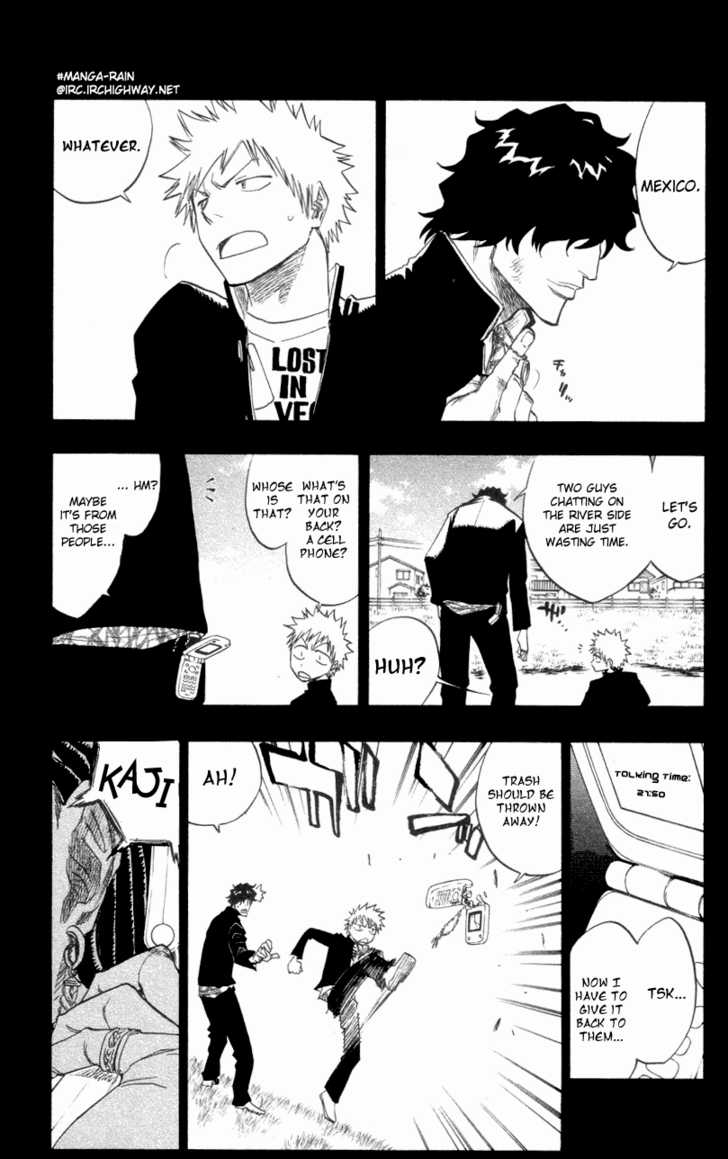 #MANGA-RAIN
@IRC.IRCHIGHWAY.NET
MEXICO.
WHATEVER.
LOST
IN
VEG
LET'S
GO.
TWO GUYS
CHATTING ON
THE RIVER SIDE
ARE JUST
WASTING TIME.
HUH?
WHAT'S
THAT ON
YOUR
BACK?
A CELL
PHONE?
WHOSE
IS
THAT?
... HM?
MAYBE
IT'S FROM
THOSE
PEOPLE...
TOLKING TIME:
21:50
TSK...
NOW I
HAVE TO
GIVE IT
BACK TO
THEM...
TRASH
SHOULD BE
THROWN
AWAY!
AH!
KAJI